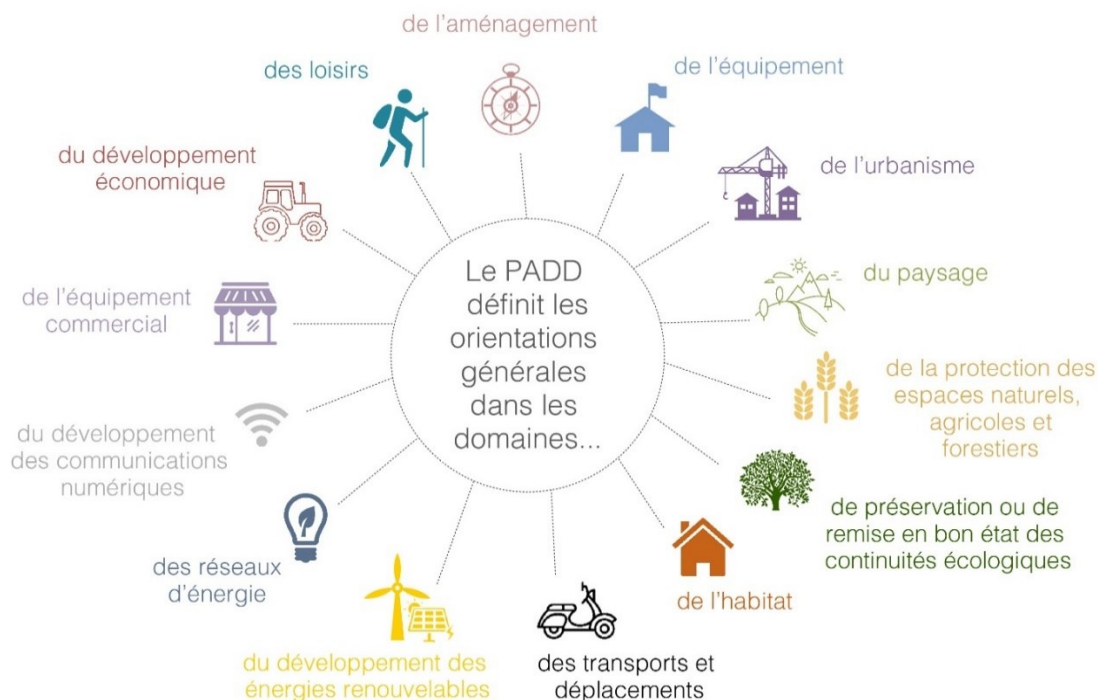 Le PADD
définit les
orientations
générales
dans les
domaines...
de l'aménagement
de l'équipement
de l'urbanisme
du paysage
de la protection des
espaces naturels,
agricoles et
forestiers
de préservation ou de
remise en bon état des
continuités écologiques
de l'habitat
des transports et
déplacements
du développement des
énergies renouvelables
des réseaux
d'énergie
du développement
des communications
numériques
de l'équipement
commercial
du développement
économique
des loisirs